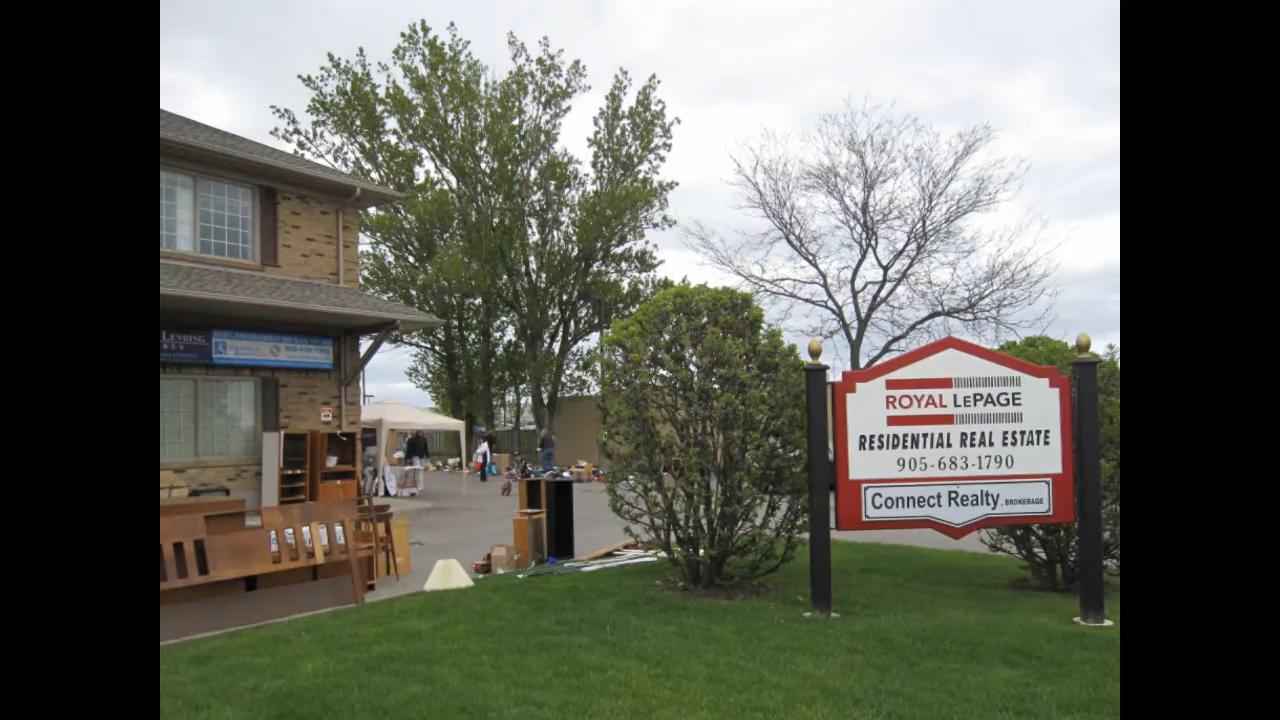 LENDING
ROYAL LEPAGE
RESIDENTIAL REAL ESTATE
905-683-1790
Connect Realty, BROKERAGE